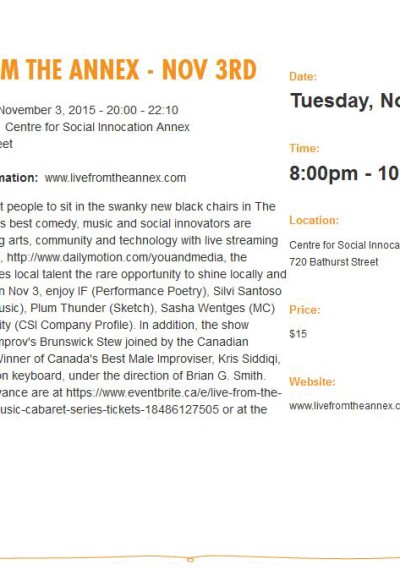 M THE ANNEX - NOV 3RD
November 3, 2015 - 20:00 - 22:10
Centre for Social Innocation Annex
eet
mation: www.livefromtheannex.com
t people to sit in the swanky new black chairs in The
s best comedy, music and social innovators are
g arts, community and technology with live streaming
, http://www.dailymotion.com/youandmedia, the
es local talent the rare opportunity to shine locally and
n Nov 3, enjoy IF (Performance Poetry), Silvi Santoso
usic), Plum Thunder (Sketch), Sasha Wentges (MC)
ity (CSI Company Profile). In addition, the show
mprov's Brunswick Stew joined by the Canadian
Winner of Canada's Best Male Improviser, Kris Siddiqi,
on keyboard, under the direction of Brian G. Smith.
vance are at https://www.eventbrite.ca/e/live-from-the-
usic-cabaret-series-tickets-18486127505 or at the
Date:
Tuesday, No
Time:
8:00pm - 10
Location:
Centre for Social Innoca
720 Bathurst Street
Price:
$15
Website:
www.livefromtheannex.c